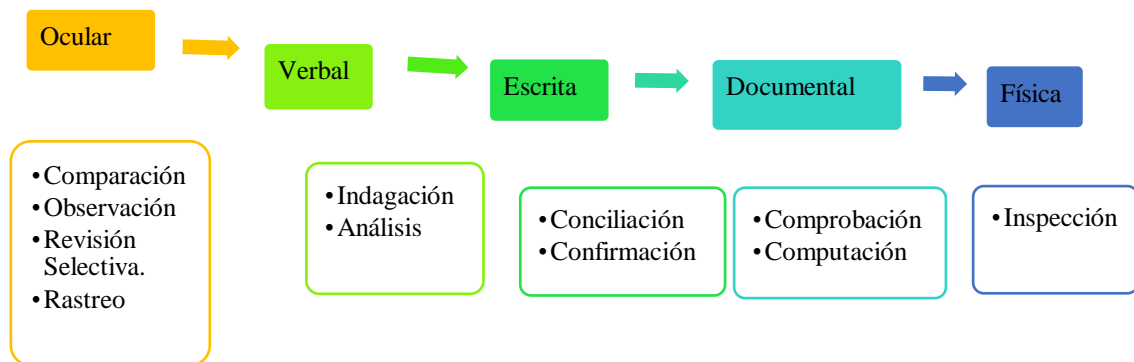 Ocular
Verbal
Escrita
Documental
Física
•Comparación
•Observación
•Revisión
Selectiva.
•Rastreo
•Indagación
•Análisis
•Conciliación
•Confirmación
•Comprobación
•Computación
•Inspección